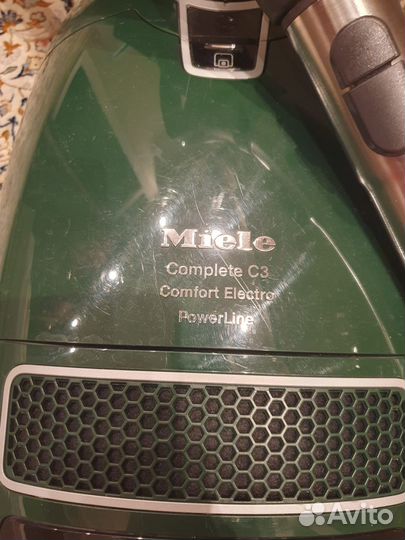 Miele
Complete C3
Comfort Electro
PowerLine
Avito